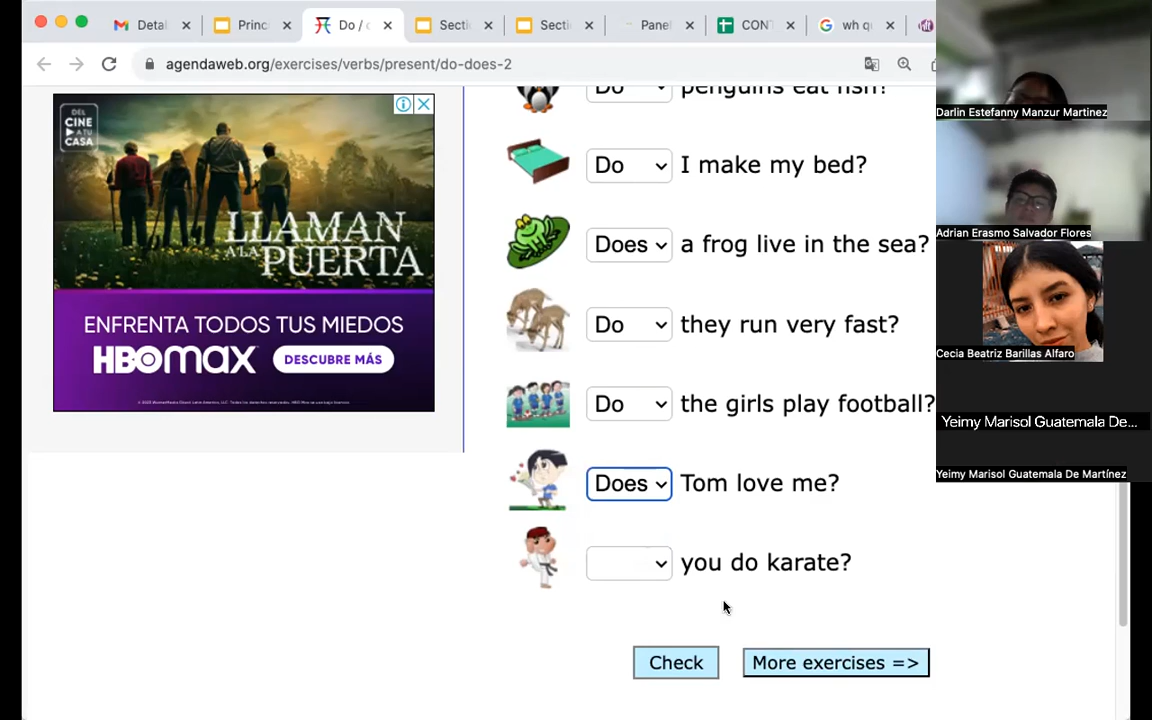 Detal
Princ
Do / c
Secti
Secti
Panel
CONT
wh qu
agendaweb.org/exercises/verbs/present/do-does-2
DEL
CINE
A TU
CASA
LLAMAN
A LA
PUERTA
ENFRENTA TODOS TUS MIEDOS
HBOmax
DESCUBRE MÁS
Do penguins eat fish?
Do I make my bed?
Does a frog live in the sea?
Do they run very fast?
Do the girls play football?
Does Tom love me?
you do karate?
Check
More exercises =>
Darlin Estefanny Manzur Martinez
Adrian Erasmo Salvador Flores
Cecia Beatriz Barillas Alfaro
Yeimy Marisol Guatemala De...
Yeimy Marisol Guatemala De Martínez